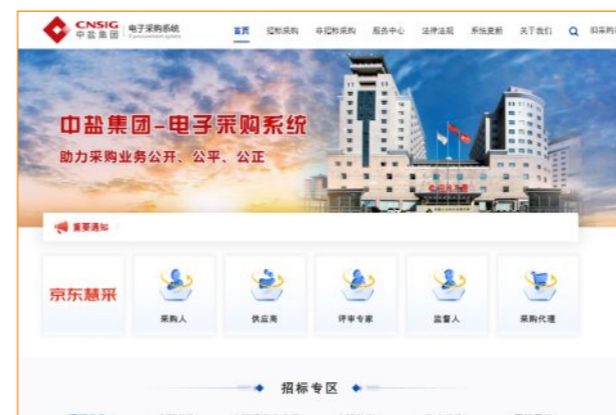 CNSIG
中盐集团
电子采购系统
首页 招标采购 非招标采购 服务中心 法律法规 系统更新 关于我们
中盐集团-电子采购系统
助力采购业务公开、公平、公正
重要通知
京东慧采
采购人 供应商 评审专家 监督人 采购代理
招标专区